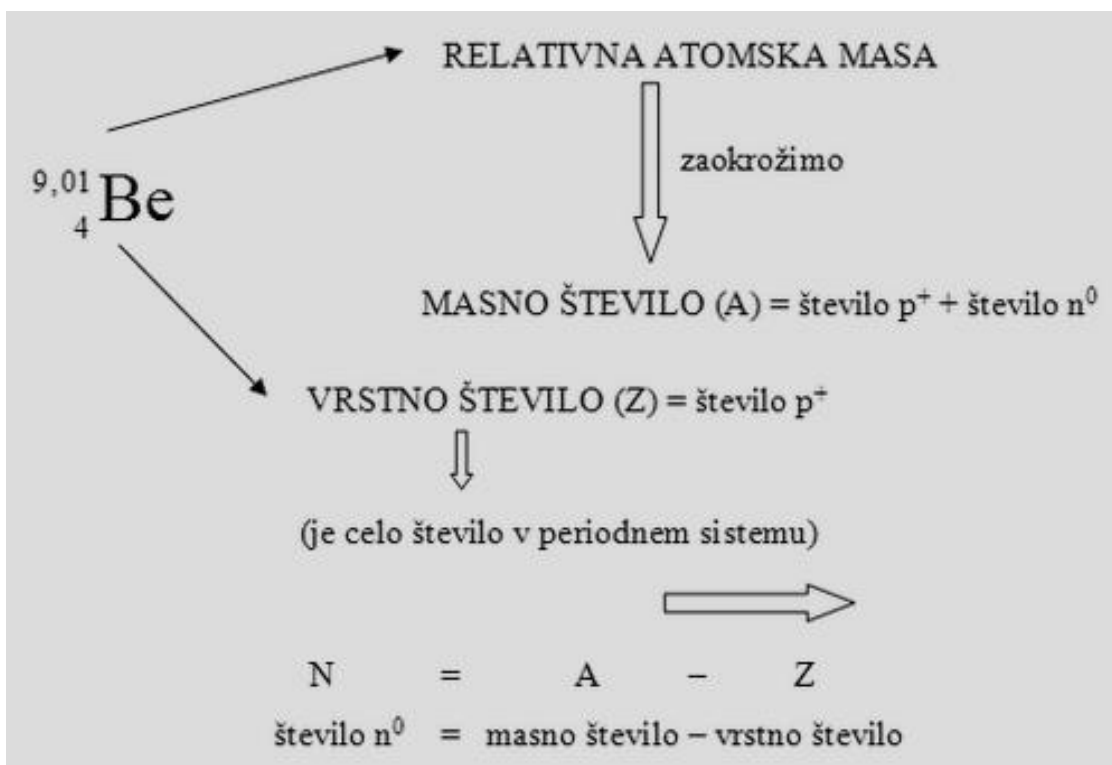 RELATIVNA ATOMSKA MASA
zaokrožimo
9,01
4 Be
MASNO ŠTEVILO (A) = število p⁺ + število n⁰
VRSTNO ŠTEVILO (Z) = število p⁺
(je celo število v periodnem sistemu)
N = A – Z
število n⁰ = masno število – vrstno število